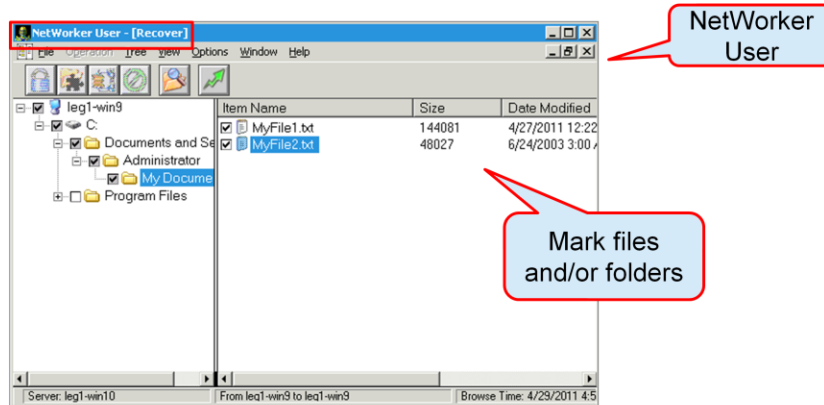 NetWorker User - [Recover]
File Operation Tree View Options Window Help
leg1-win9
C:
Documents and Se
Administrator
My Docume
Program Files
Item Name Size Date Modified
MyFile1.txt 144081 4/27/2011 12:22
MyFile2.txt 48027 6/24/2003 3:00
Server: leg1-win10 From leg1-win9 to leg1-win9 Browse Time: 4/29/2011 4:5
NetWorker
User
Mark files
and/or folders